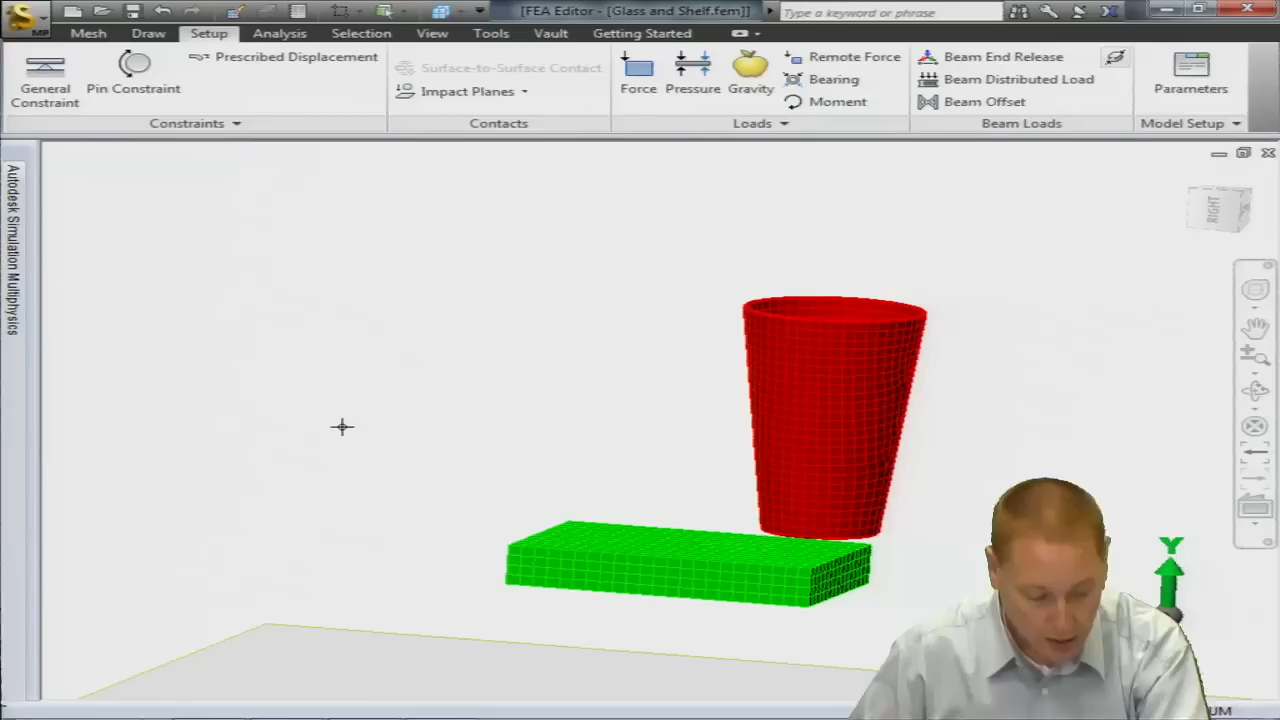 MP
[FEA Editor - [Glass and Shelf.fem]]
Type a keyword or phrase
Mesh Draw Setup Analysis Selection View Tools Vault Getting Started
General Constraint
Pin Constraint
Prescribed Displacement
Constraints
Surface-to-Surface Contact
Impact Planes
Contacts
Force
Pressure
Gravity
Remote Force
Bearing
Moment
Loads
Beam End Release
Beam Distributed Load
Beam Offset
Beam Loads
Parameters
Model Setup
Autodesk Simulation Multiphysics
RIGHT
Y
UM